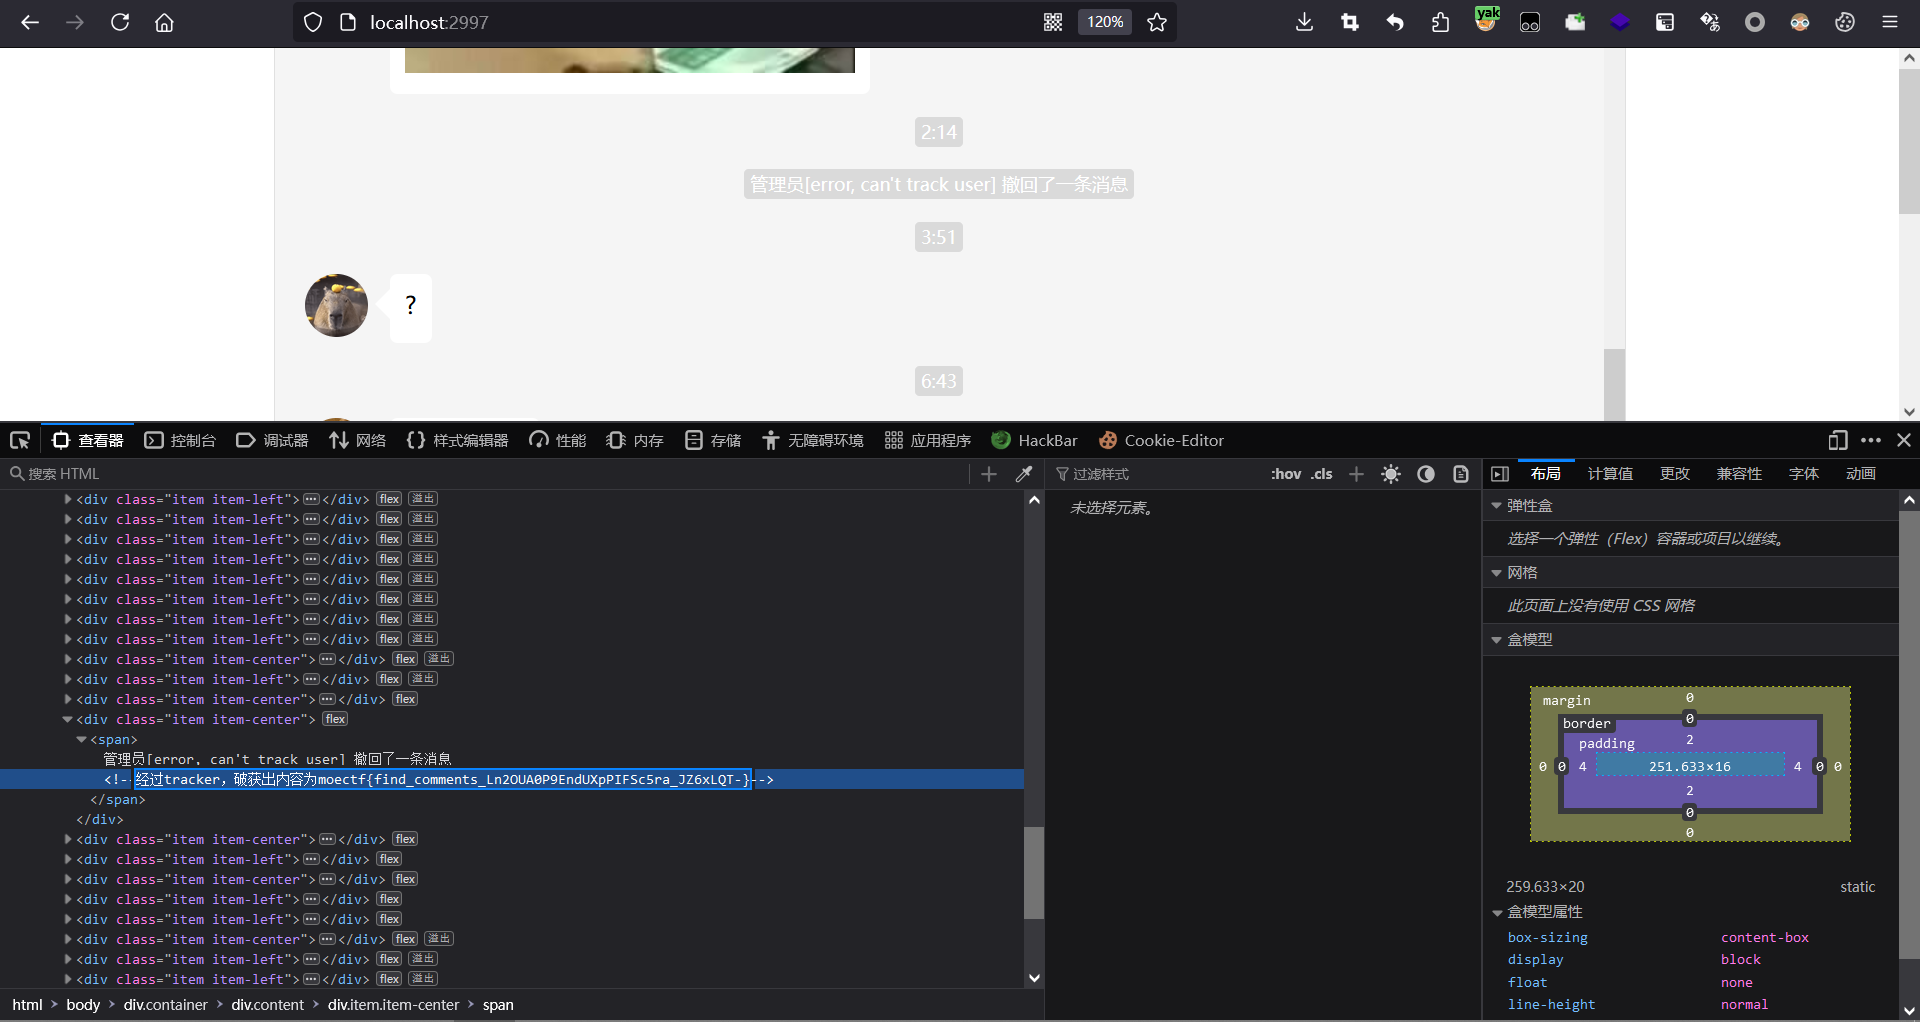 localhost:2997
120%
yak
2:14
管理员[error, can't track user] 撤回了一条消息
3:51
?
6:43
查看器 控制台 调试器 网络 样式编辑器 性能 内存 存储 无障碍环境 应用程序 HackBar Cookie-Editor
搜索 HTML
过滤样式 :hov .cls
布局 计算值 更改 兼容性 字体 动画
<div class="item item-left"></div> flex 溢出
<div class="item item-left"></div> flex 溢出
<div class="item item-left"></div> flex 溢出
<div class="item item-left"></div> flex 溢出
<div class="item item-left"></div> flex 溢出
<div class="item item-left"></div> flex 溢出
<div class="item item-left"></div> flex 溢出
<div class="item item-left"></div> flex 溢出
<div class="item item-center"></div> flex 溢出
<div class="item item-left"></div> flex 溢出
<div class="item item-center"></div> flex
<div class="item item-center"> flex
<span>
管理员[error, can't track user] 撤回了一条消息
<!--经过tracker，破获出内容为moectf{find_comments_Ln2OUA0P9EndUXpPIFSc5ra_JZ6xLQT-}-->
</span>
</div>
<div class="item item-center"></div> flex
<div class="item item-left"></div> flex
<div class="item item-center"></div> flex
<div class="item item-left"></div> flex
<div class="item item-left"></div> flex
<div class="item item-center"></div> flex 溢出
<div class="item item-left"></div> flex 溢出
<div class="item item-left"></div> flex 溢出
html body div.container div.content div.item.item-center span
未选择元素。
弹性盒
选择一个弹性（Flex）容器或项目以继续。
网格
此页面上没有使用 CSS 网格
盒模型
margin 0
border 0
padding 2
0 0 4 251.633×16 4 0 0
2
0
0
259.633×20 static
盒模型属性
box-sizing content-box
display block
float none
line-height normal